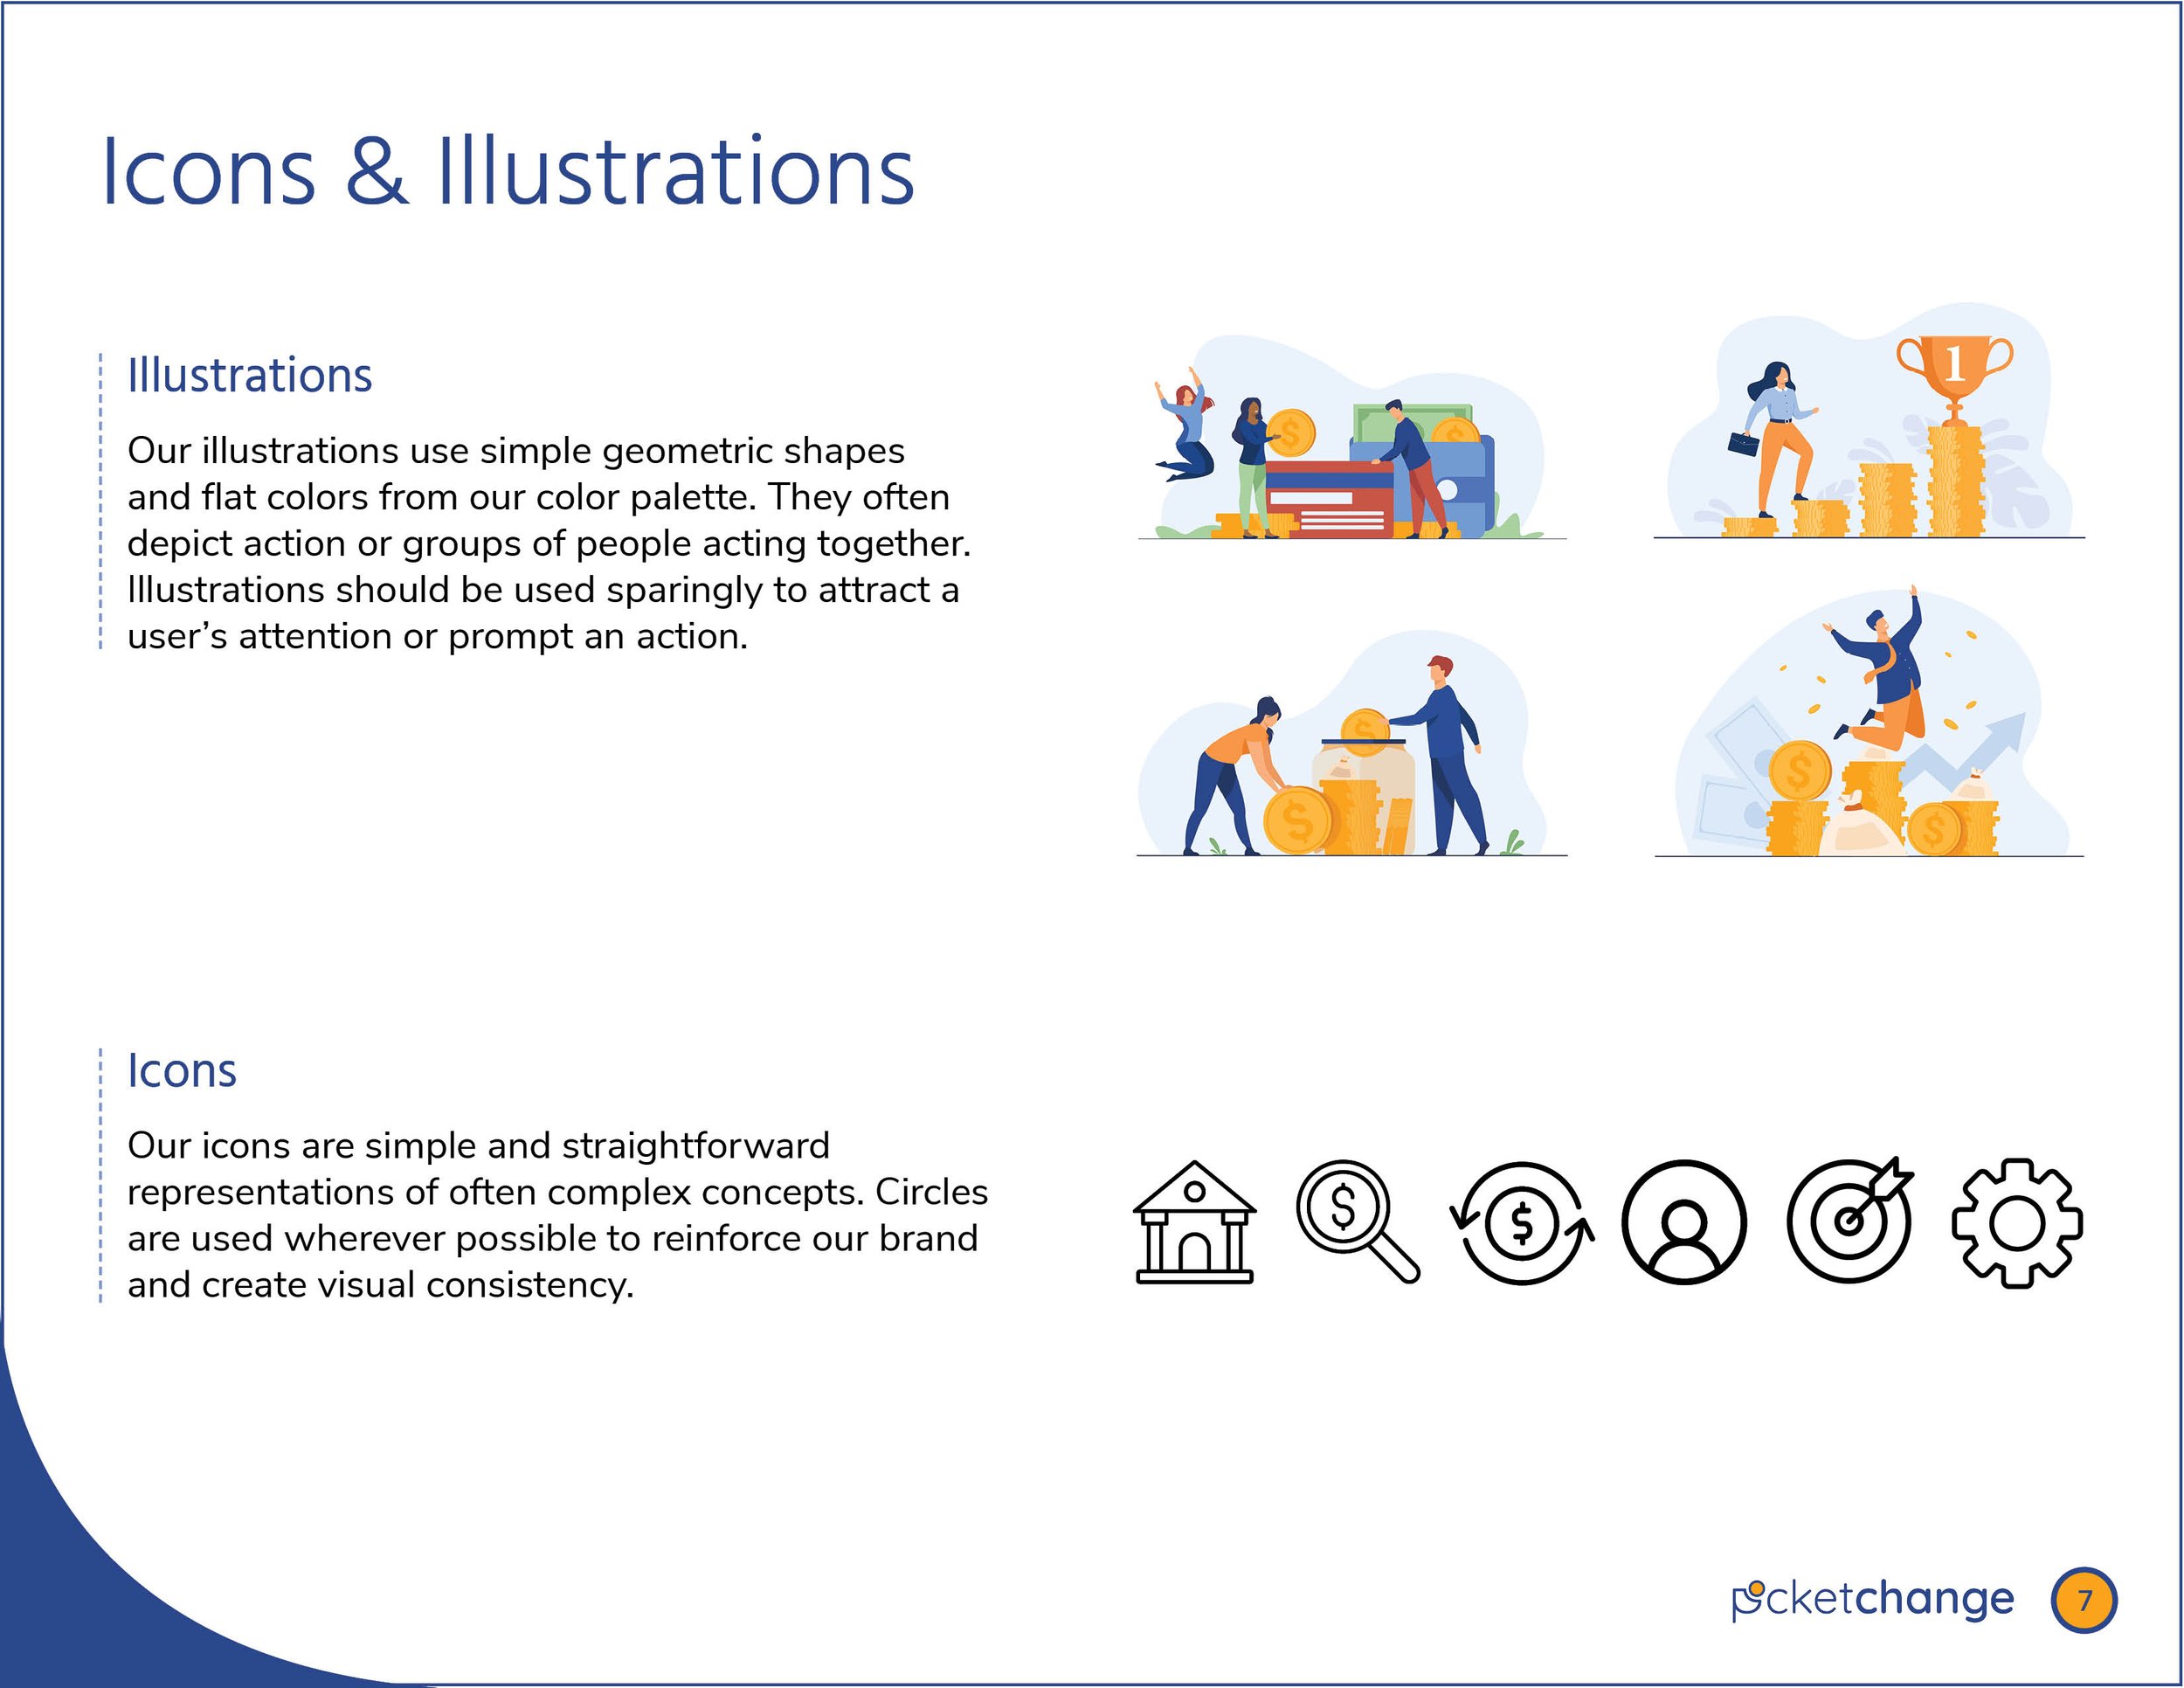 Icons & Illustrations
Illustrations
Our illustrations use simple geometric shapes
and flat colors from our color palette. They often
depict action or groups of people acting together.
Illustrations should be used sparingly to attract a
user’s attention or prompt an action.
$
$
1
$
$
$
$
Icons
Our icons are simple and straightforward
representations of often complex concepts. Circles
are used wherever possible to reinforce our brand
and create visual consistency.
$
$
pocketchange
7